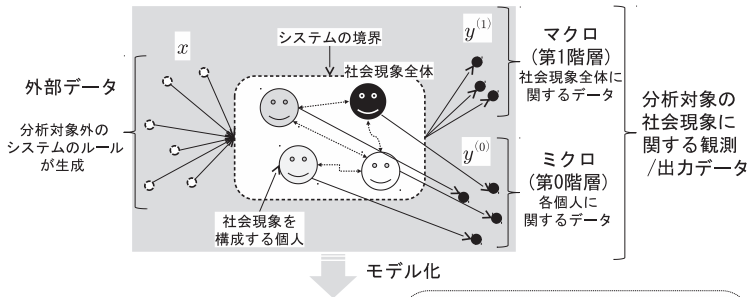 外部データ
分析対象外の
システムのルール
が生成
x
システムの境界
社会現象全体
社会現象を
構成する個人
y(1)
マクロ
(第1階層)
社会現象全体に
関するデータ
y(0)
ミクロ
(第0階層)
各個人に
関するデータ
分析対象の
社会現象に
関する観測
/出力データ
モデル化